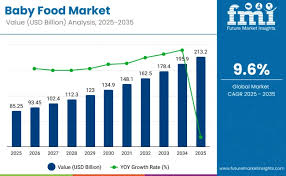 Baby Food Market
Value (USD Billion) Analysis, 2025-2035
fmi
Future Market Insights
85.25
93.45
102.4
112.3
123
134.9
148.1
162.5
178.4
195.9
213.2
2025
2026
2027
2028
2029
2030
2031
2032
2033
2034
2035
Value (USD Billion)
YOY Growth Rate (%)
9.6%
Global Market
CAGR 2025 - 2035
www.futuremarketinsights.com